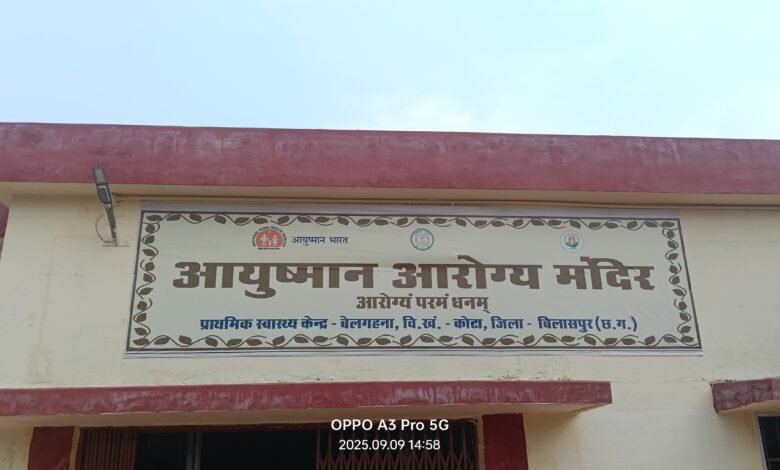 आयुष्मान भारत
आयुष्मान आरोग्य मंदिर
आरोग्यं परमं धनम्
प्राथमिक स्वास्थ्य केन्द्र - बेलगहना, वि.खं. - कोटा, जिला - बिलासपुर (छ.ग.)
OPPO A3 Pro 5G
2025.09.09 14:58